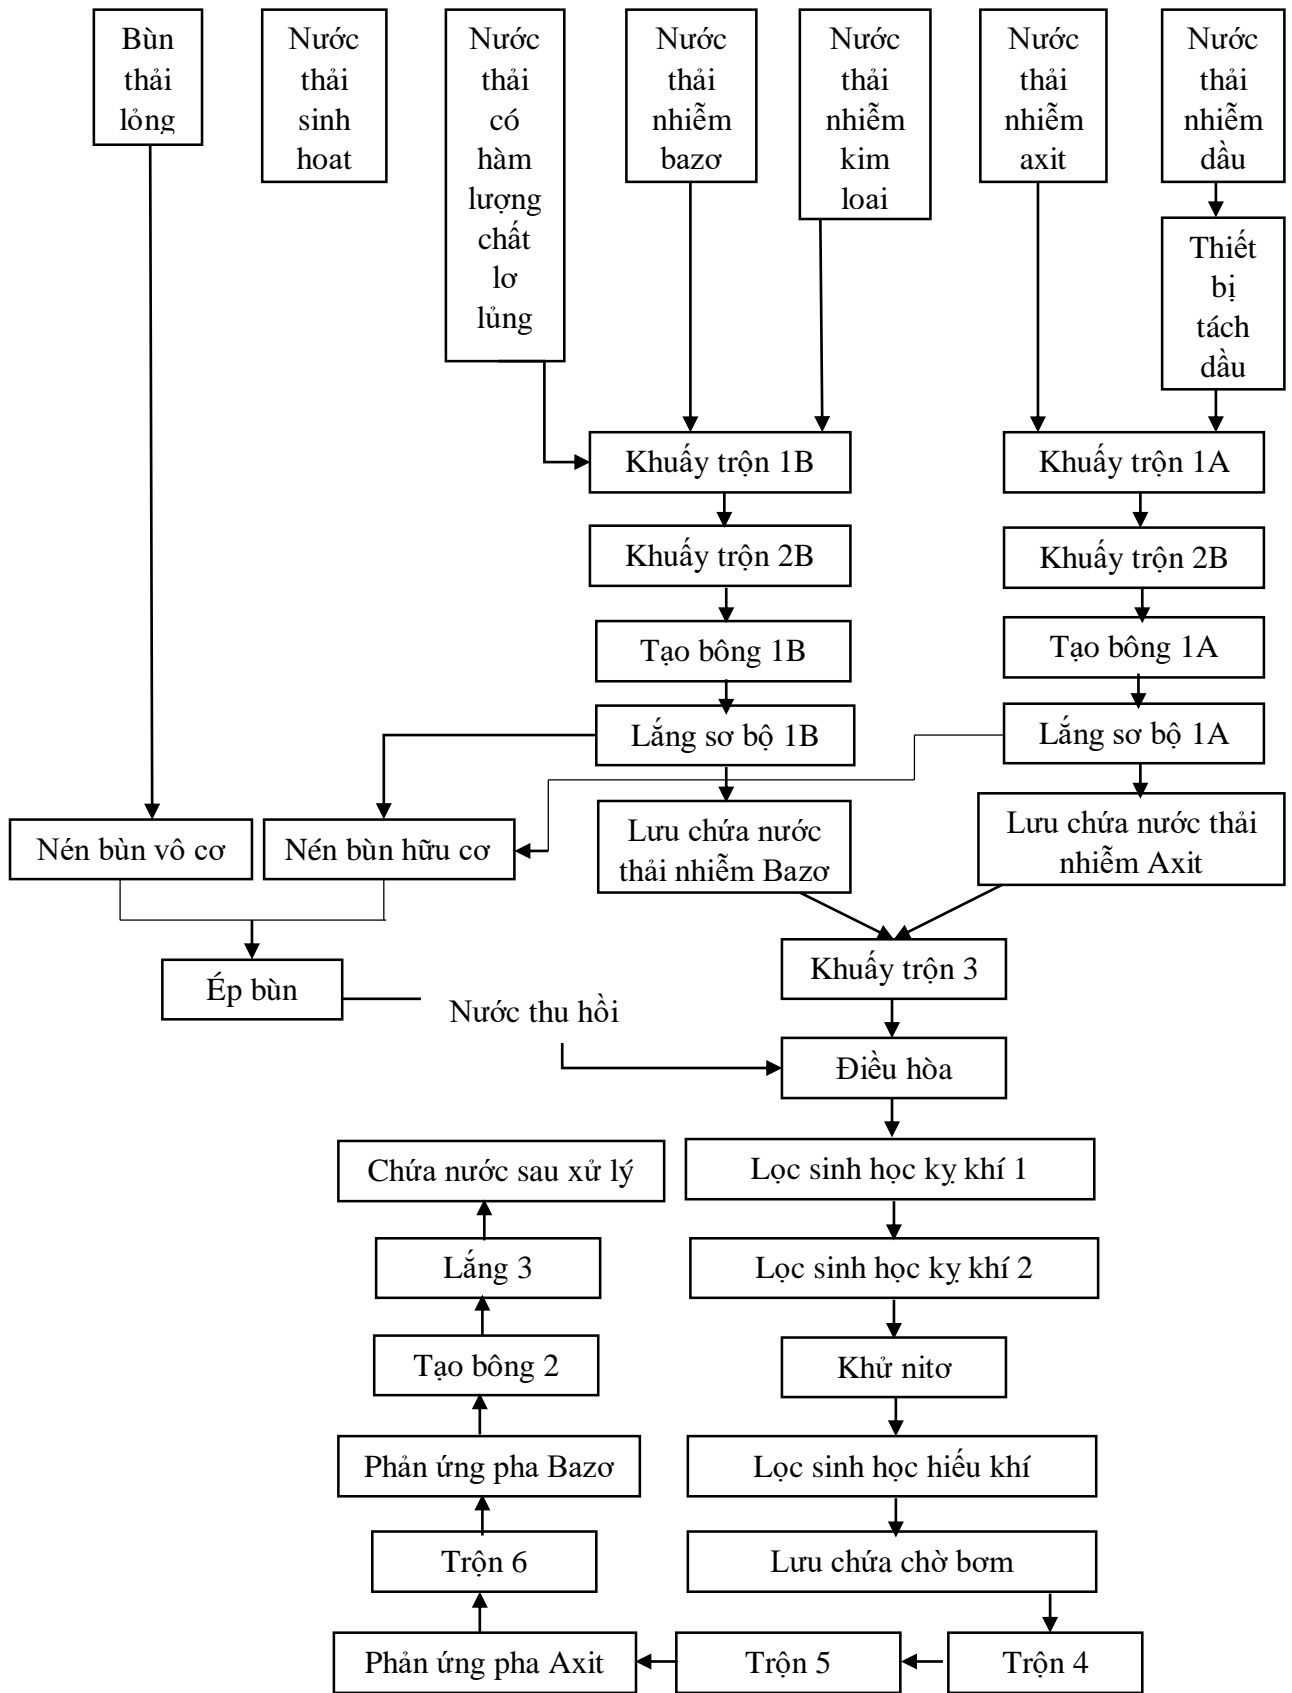 Bùn
thải
lỏng
Nước
thải
sinh
hoat
Nước
thải
có
hàm
lượng
chất
lơ
lủng
Nước
thải
nhiễm
bazơ
Nước
thải
nhiễm
kim
loai
Nước
thải
nhiễm
axit
Nước
thải
nhiễm
dầu
Thiết
bị
tách
dầu
Khuấy trộn 1B
Khuấy trộn 1A
Khuấy trộn 2B
Khuấy trộn 2B
Tạo bông 1B
Tạo bông 1A
Lắng sơ bộ 1B
Lắng sơ bộ 1A
Nén bùn vô cơ
Nén bùn hữu cơ
Lưu chứa nước
thải nhiễm Bazơ
Lưu chứa nước thải
nhiễm Axit
Khuấy trộn 3
Ép bùn
Nước thu hồi
Điều hòa
Chứa nước sau xử lý
Lọc sinh học kỵ khí 1
Lắng 3
Lọc sinh học kỵ khí 2
Tạo bông 2
Khử nitơ
Phản ứng pha Bazơ
Lọc sinh học hiếu khí
Trộn 6
Lưu chứa chờ bơm
Phản ứng pha Axit
Trộn 5
Trộn 4